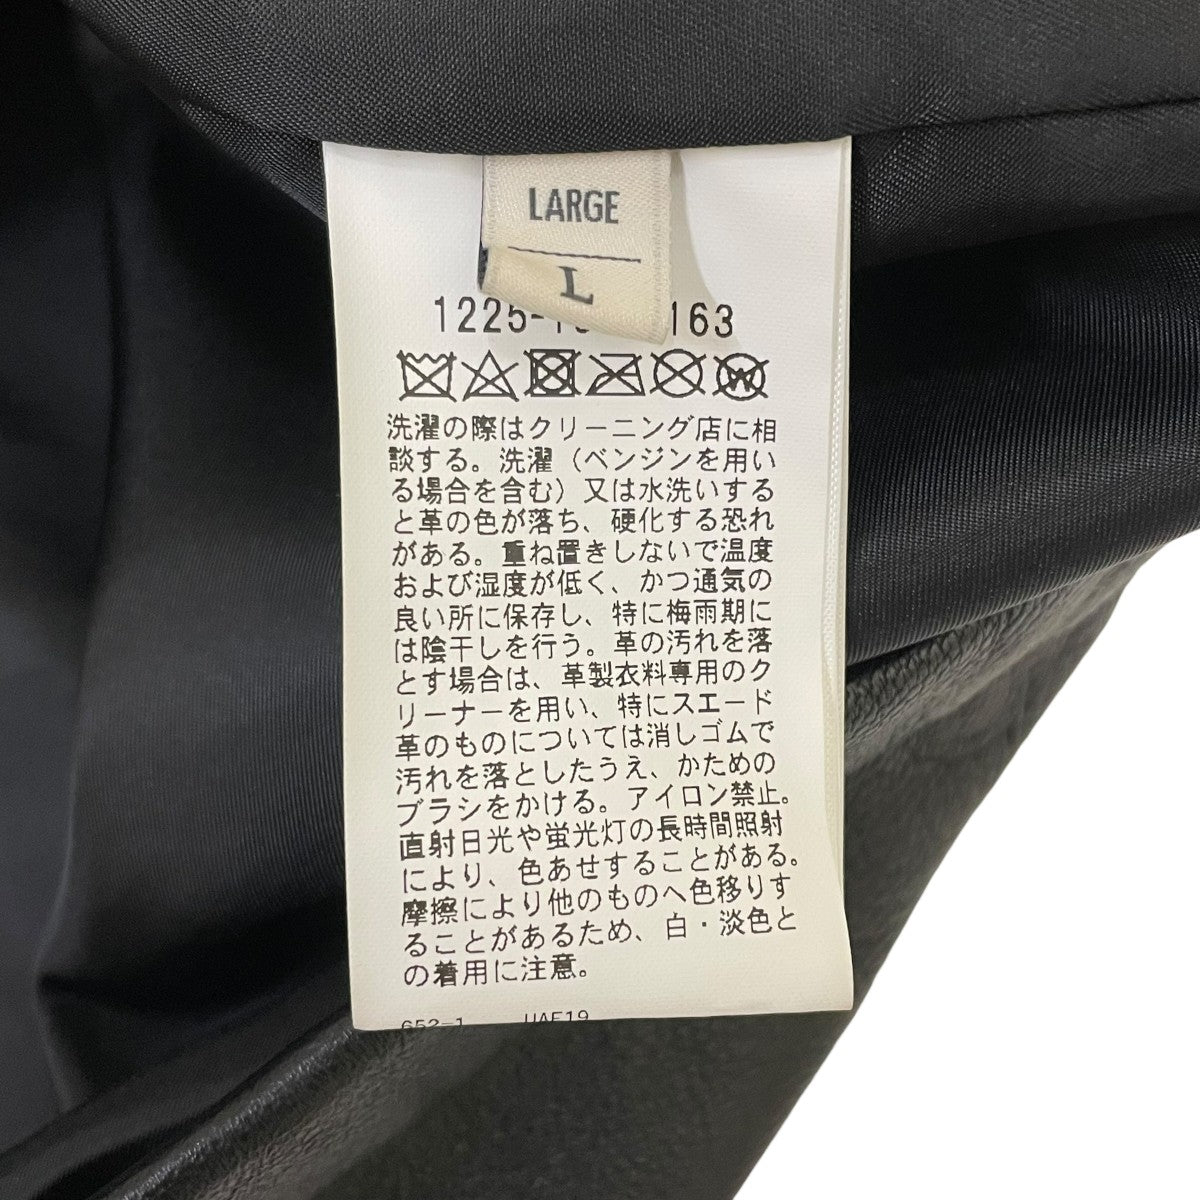 LARGE
L
1225- 163
W
洗濯の際はクリーニング店に相
談する。洗濯（ベンジンを用い
る場合を含む）又は水洗いする
と革の色が落ち、硬化する恐れ
がある。重ね置きしないで温度
および湿度が低く、かつ通気の
良い所に保存し、特に梅雨期に
は陰干しを行う。革の汚れを落
とす場合は、革製衣料専用のク
リーナーを用い、特にスエード
革のものについては消しゴムで
汚れを落としたうえ、かための
ブラシをかける。アイロン禁止。
直射日光や蛍光灯の長時間照射
により、色あせすることがある。
摩擦により他のものへ色移りす
ることがあるため、白・淡色と
の着用に注意。
652-1 UAE19